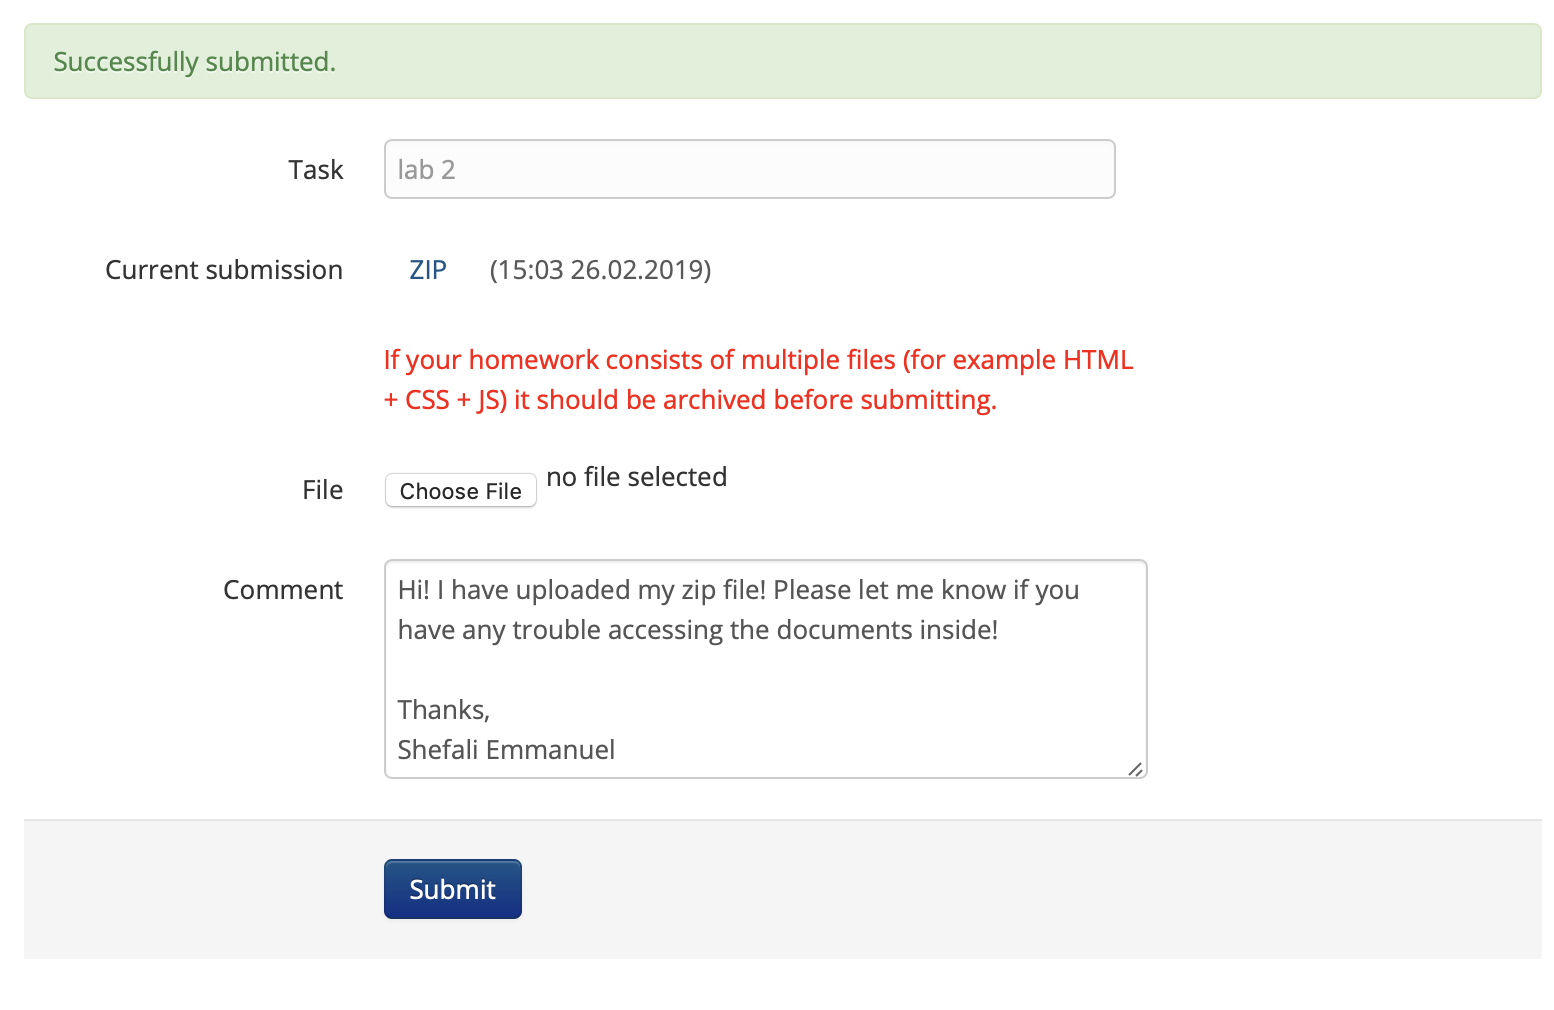 Successfully submitted.
Task
lab 2
Current submission
ZIP
(15:03 26.02.2019)
If your homework consists of multiple files (for example HTML
+ CSS + JS) it should be archived before submitting.
File
Choose File
no file selected
Comment
Hi! I have uploaded my zip file! Please let me know if you
have any trouble accessing the documents inside!
Thanks,
Shefali Emmanuel
Submit